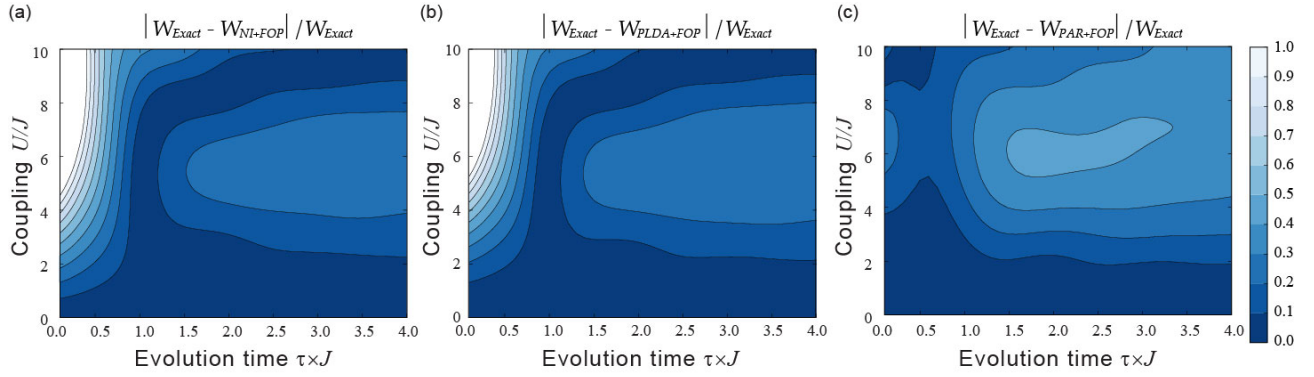 (a)
|W_Exact - W_NI+FOP| / W_Exact
10
8
6
4
2
0
Coupling U/J
0.0 0.5 1.0 1.5 2.0 2.5 3.0 3.5 4.0
Evolution time τ×J
(b)
|W_Exact - W_PLDA+FOP| / W_Exact
10
8
6
4
2
0
Coupling U/J
0.0 0.5 1.0 1.5 2.0 2.5 3.0 3.5 4.0
Evolution time τ×J
(c)
|W_Exact - W_PAR+FOP| / W_Exact
10
8
6
4
2
0
Coupling U/J
0.0 0.5 1.0 1.5 2.0 2.5 3.0 3.5 4.0
Evolution time τ×J
1.0
0.9
0.8
0.7
0.6
0.5
0.4
0.3
0.2
0.1
0.0